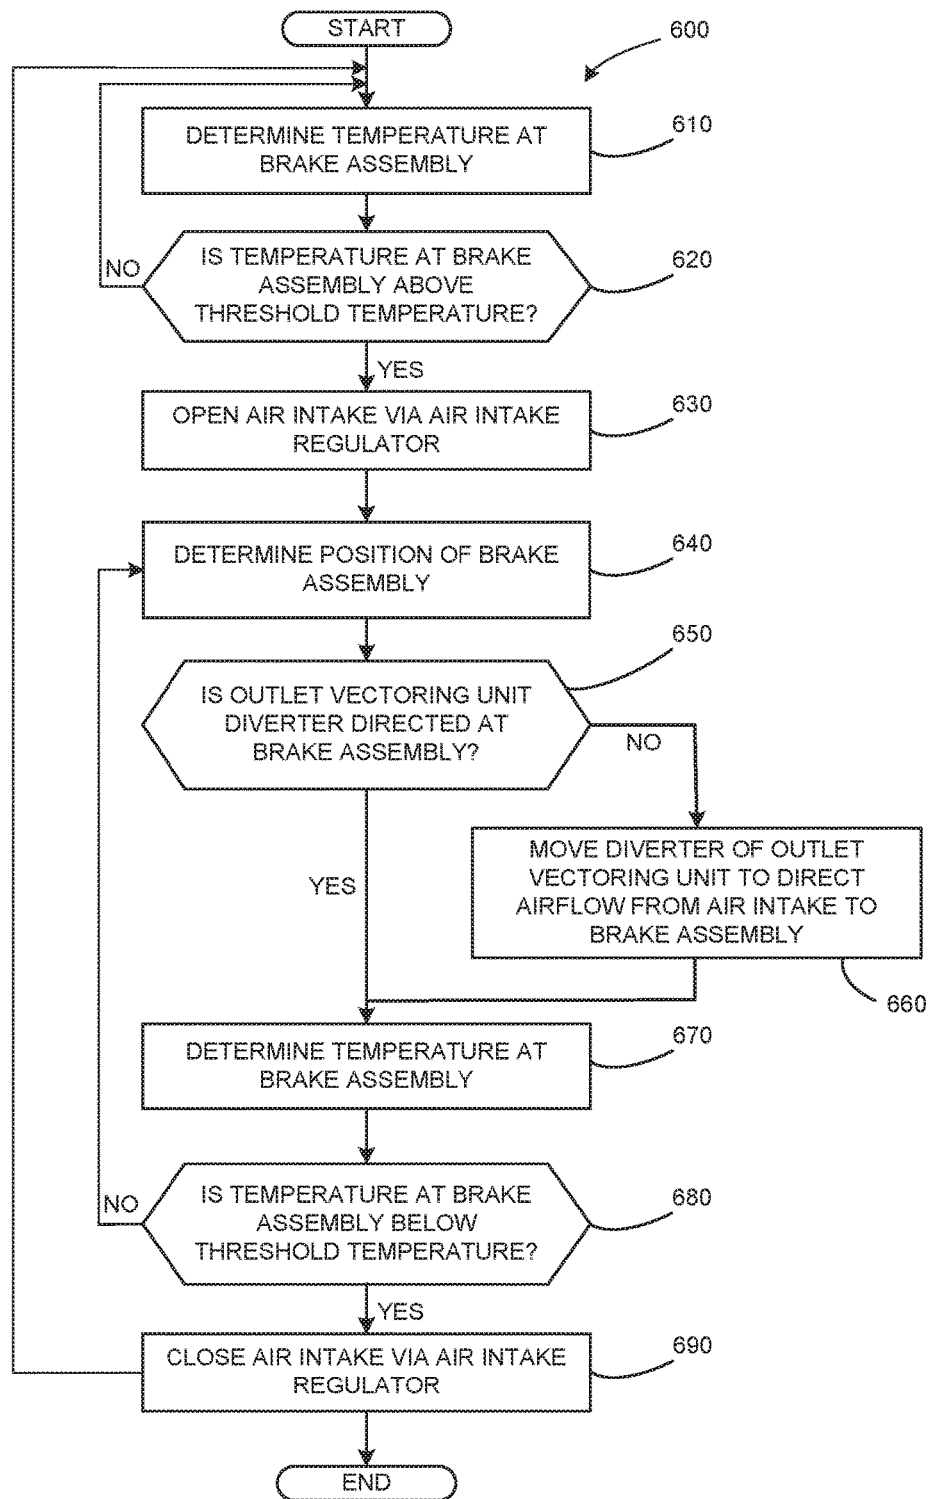 START
600
DETERMINE TEMPERATURE AT
BRAKE ASSEMBLY
610
IS TEMPERATURE AT BRAKE
ASSEMBLY ABOVE
THRESHOLD TEMPERATURE?
620
NO
YES
OPEN AIR INTAKE VIA AIR INTAKE
REGULATOR
630
DETERMINE POSITION OF BRAKE
ASSEMBLY
640
650
IS OUTLET VECTORING UNIT
DIVERTER DIRECTED AT
BRAKE ASSEMBLY?
NO
MOVE DIVERTER OF OUTLET
VECTORING UNIT TO DIRECT
AIRFLOW FROM AIR INTAKE TO
BRAKE ASSEMBLY
YES
660
DETERMINE TEMPERATURE AT
BRAKE ASSEMBLY
670
IS TEMPERATURE AT BRAKE
ASSEMBLY BELOW
THRESHOLD TEMPERATURE?
680
NO
YES
CLOSE AIR INTAKE VIA AIR INTAKE
REGULATOR
690
END